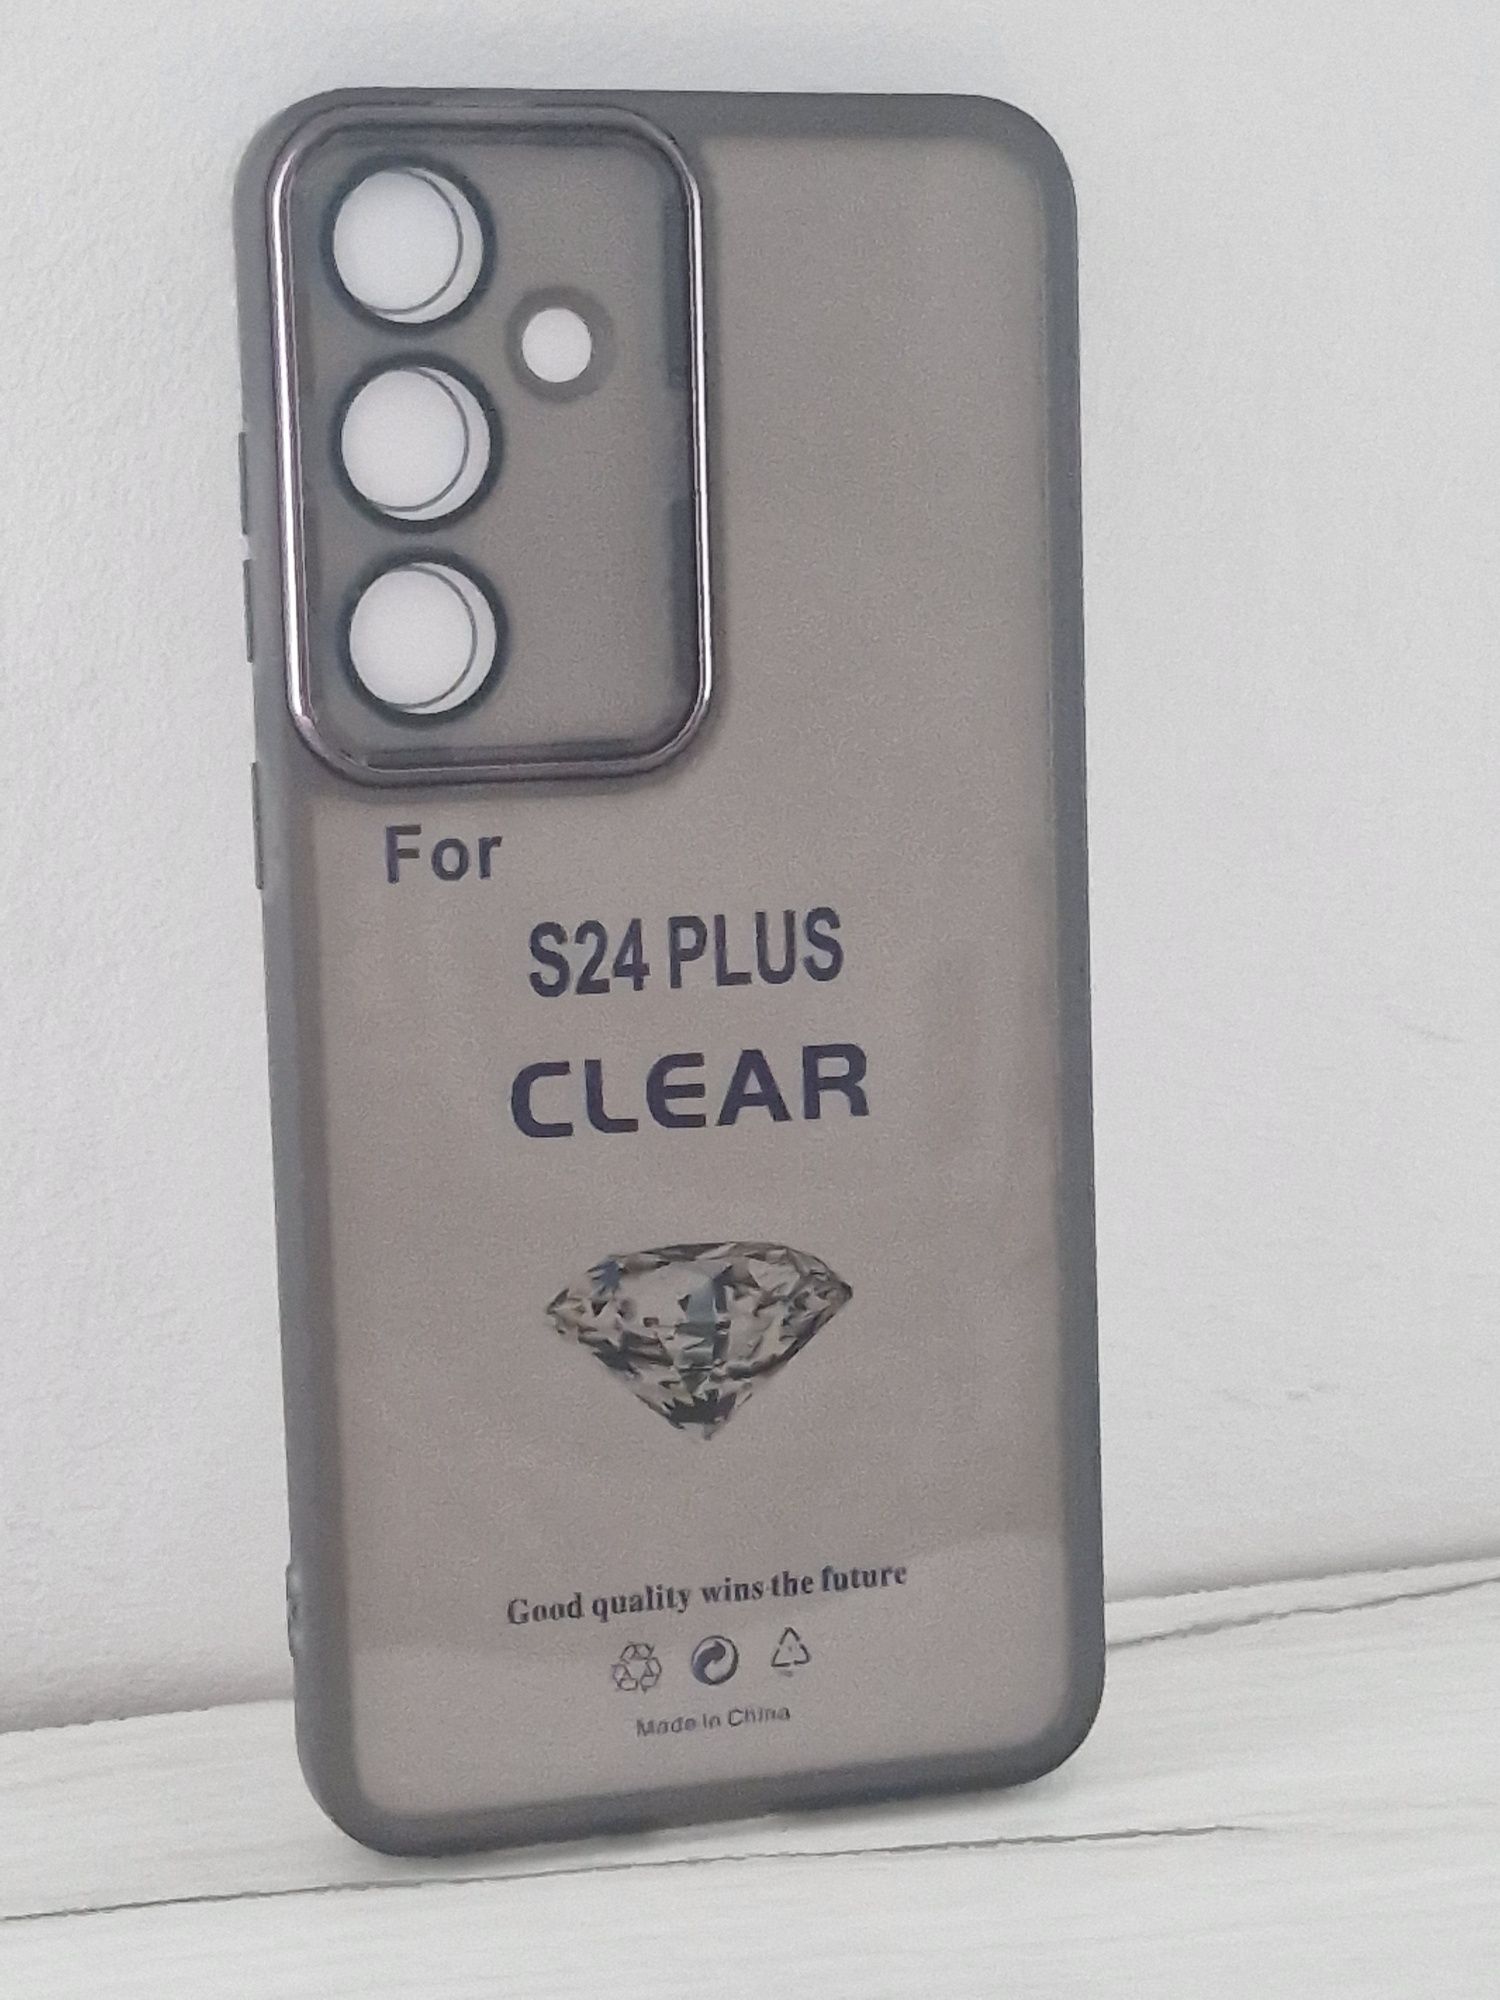 For
S24 PLUS
CLEAR
Good quality wins the future
Made in China